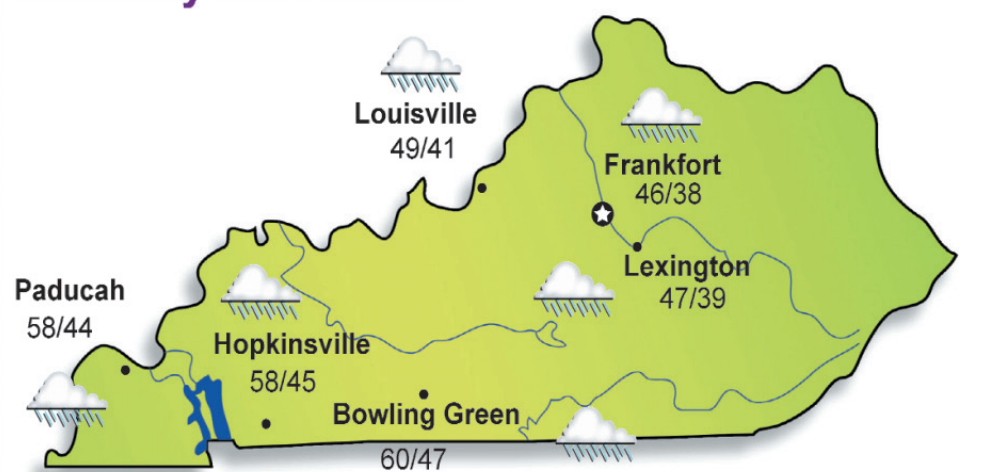 Louisville
49/41
Frankfort
46/38
Lexington
47/39
Paducah
58/44
Hopkinsville
58/45
Bowling Green
60/47